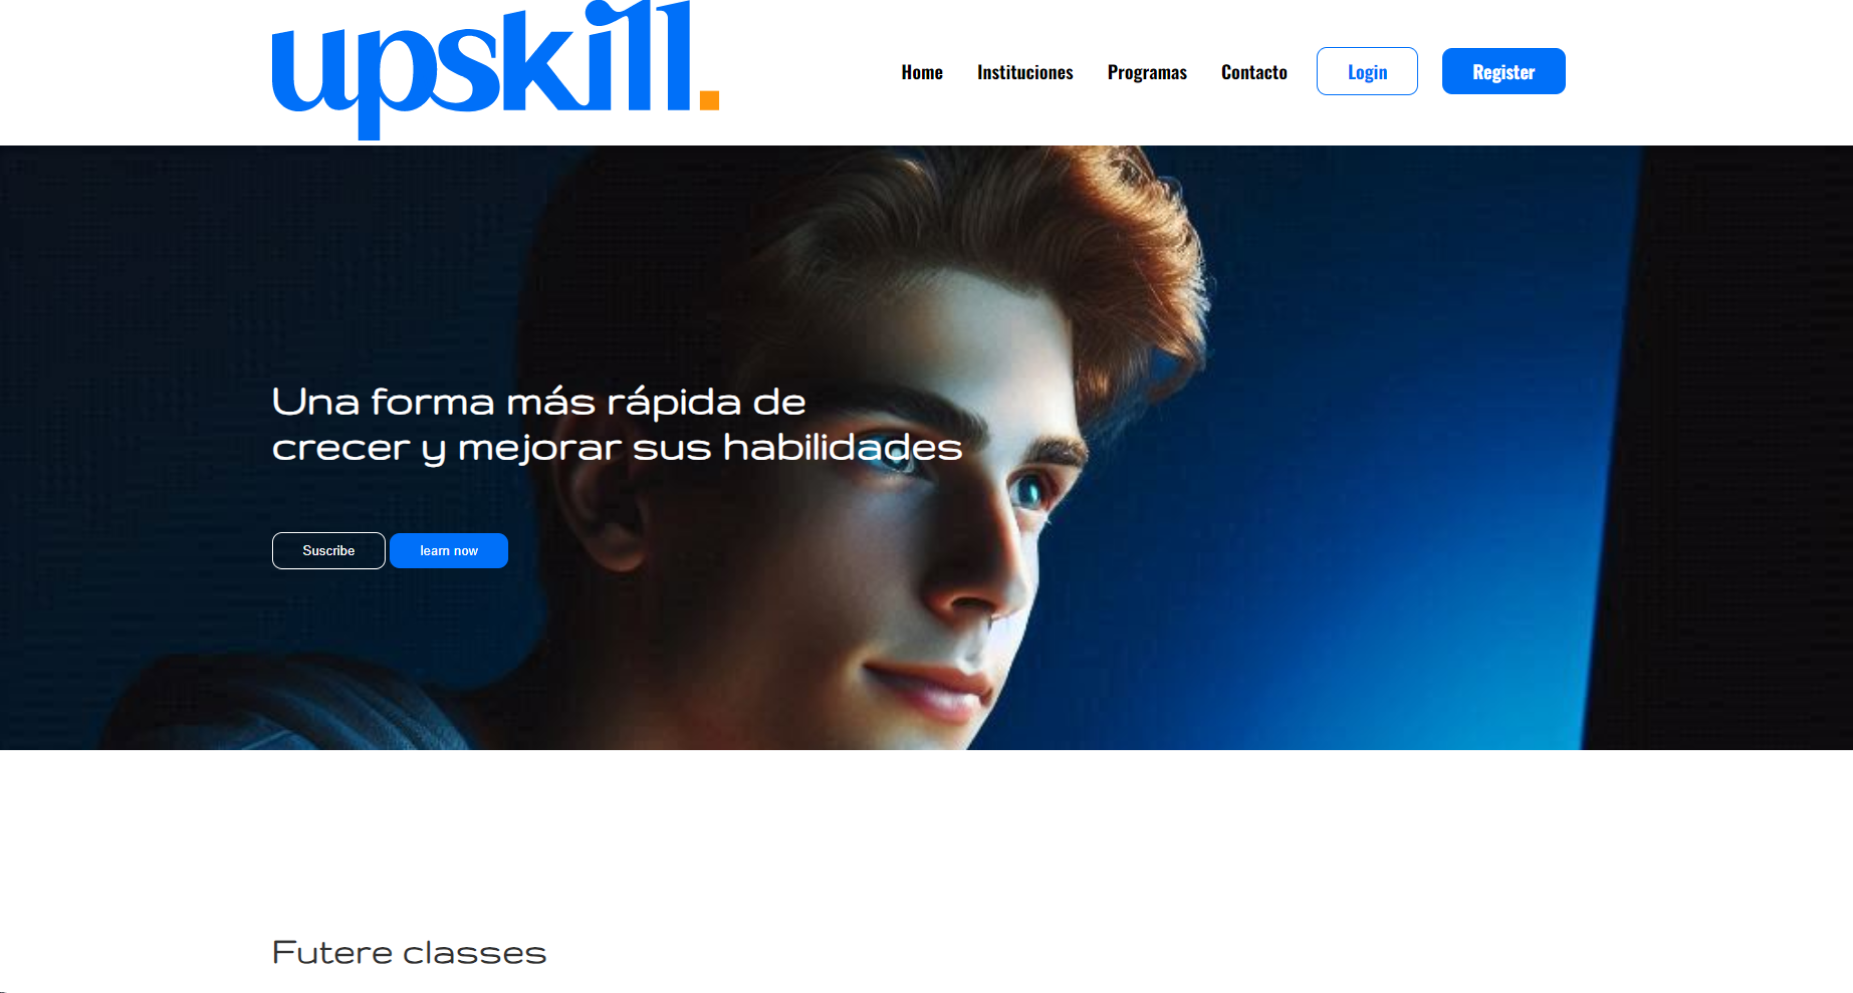 upskill.
Home Instituciones Programas Contacto Login Register
Una forma más rápida de
crecer y mejorar sus habilidades
Suscribe learn now
Futere classes